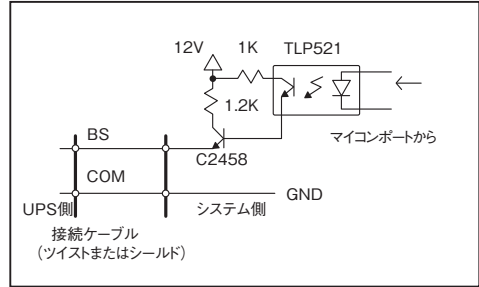 12V 1K TLP521
1.2K
BS
C2458
マイコンポートから
COM
GND
UPS側 システム側
接続ケーブル
(ツイストまたはシールド)